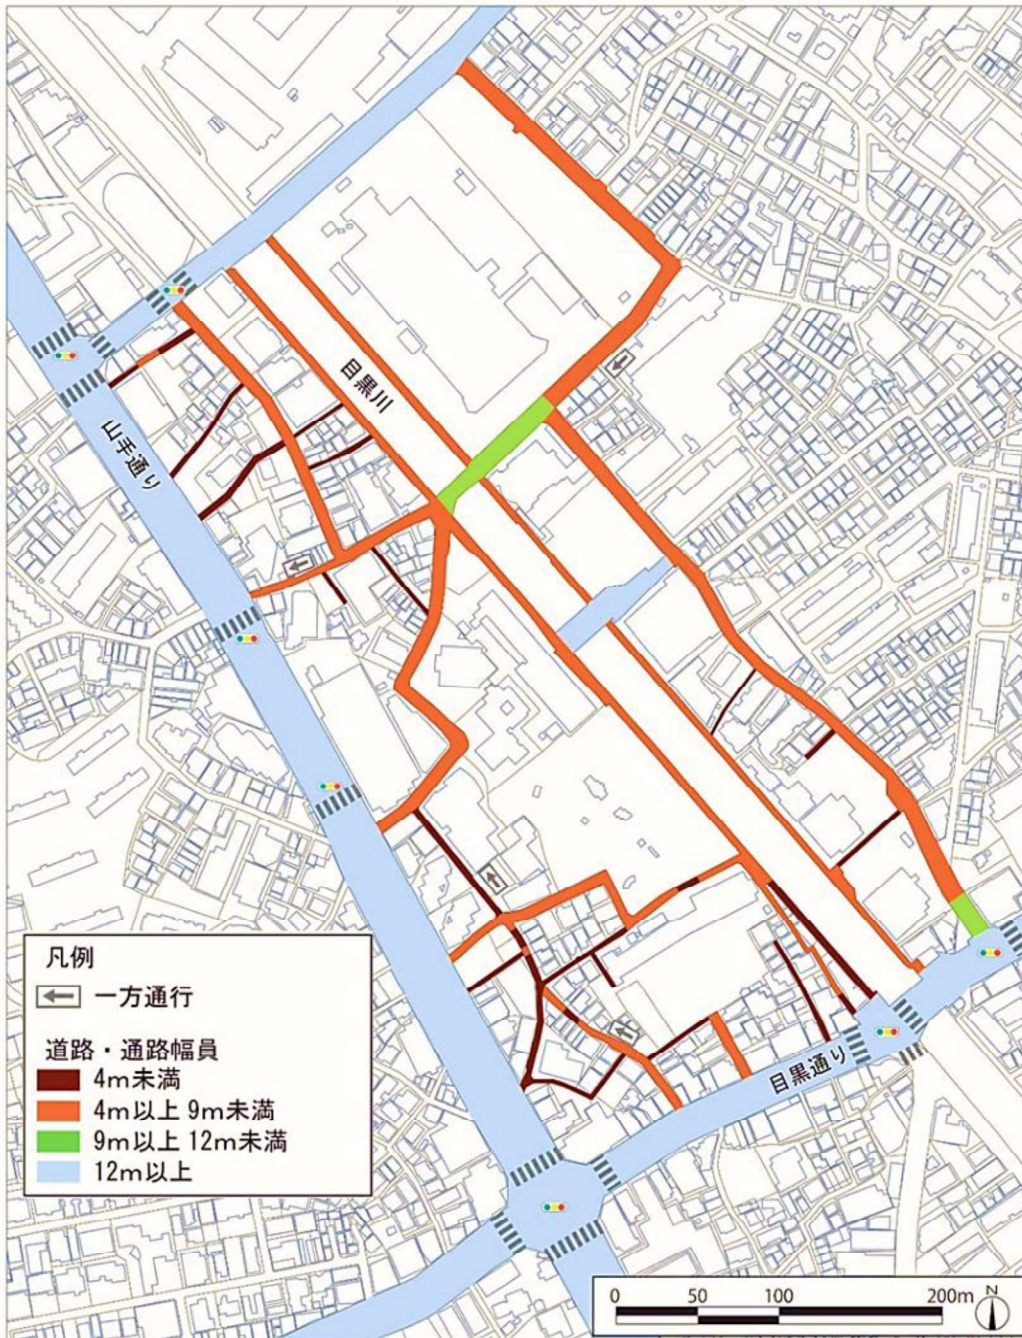 目黒川
山手通り
目黒通り
凡例
一方通行
道路・通路幅員
4m未満
4m以上 9m未満
9m以上 12m未満
12m以上
0 50 100 200m
N